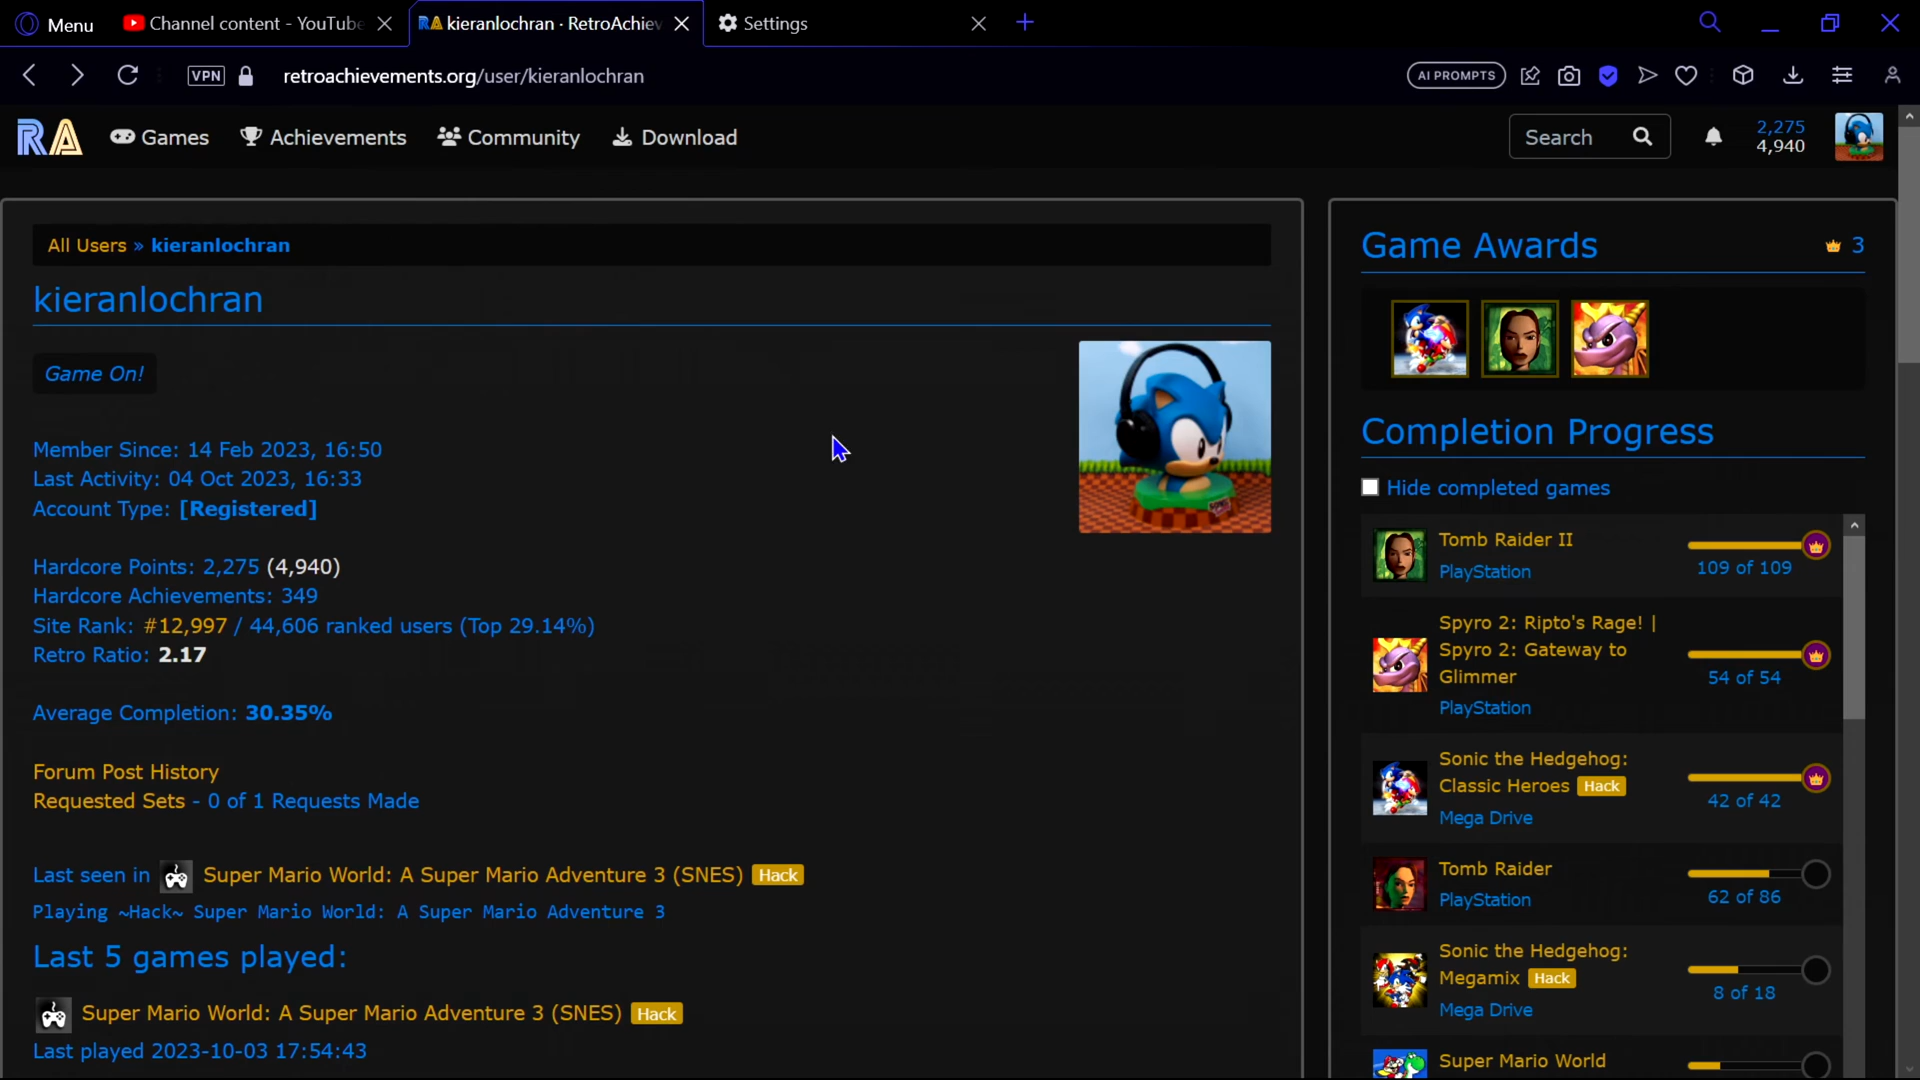 Menu
Channel content - YouTube
kieranlochran · RetroAchiev
Settings
VPN
retroachievements.org/user/kieranlochran
AI PROMPTS
RA
Games
Achievements
Community
Download
Search
2,275
4,940
All Users » kieranlochran
kieranlochran
Game On!
Member Since: 14 Feb 2023, 16:50
Last Activity: 04 Oct 2023, 16:33
Account Type: [Registered]
Hardcore Points: 2,275 (4,940)
Hardcore Achievements: 349
Site Rank: #12,997 / 44,606 ranked users (Top 29.14%)
Retro Ratio: 2.17
Average Completion: 30.35%
Forum Post History
Requested Sets - 0 of 1 Requests Made
Last seen in Super Mario World: A Super Mario Adventure 3 (SNES) Hack
Playing ~Hack~ Super Mario World: A Super Mario Adventure 3
Last 5 games played:
Super Mario World: A Super Mario Adventure 3 (SNES) Hack
Last played 2023-10-03 17:54:43
Game Awards
3
Completion Progress
Hide completed games
Tomb Raider II
PlayStation
109 of 109
Spyro 2: Ripto's Rage! |
Spyro 2: Gateway to
Glimmer
PlayStation
54 of 54
Sonic the Hedgehog:
Classic Heroes Hack
Mega Drive
42 of 42
Tomb Raider
PlayStation
62 of 86
Sonic the Hedgehog:
Megamix Hack
Mega Drive
8 of 18
Super Mario World